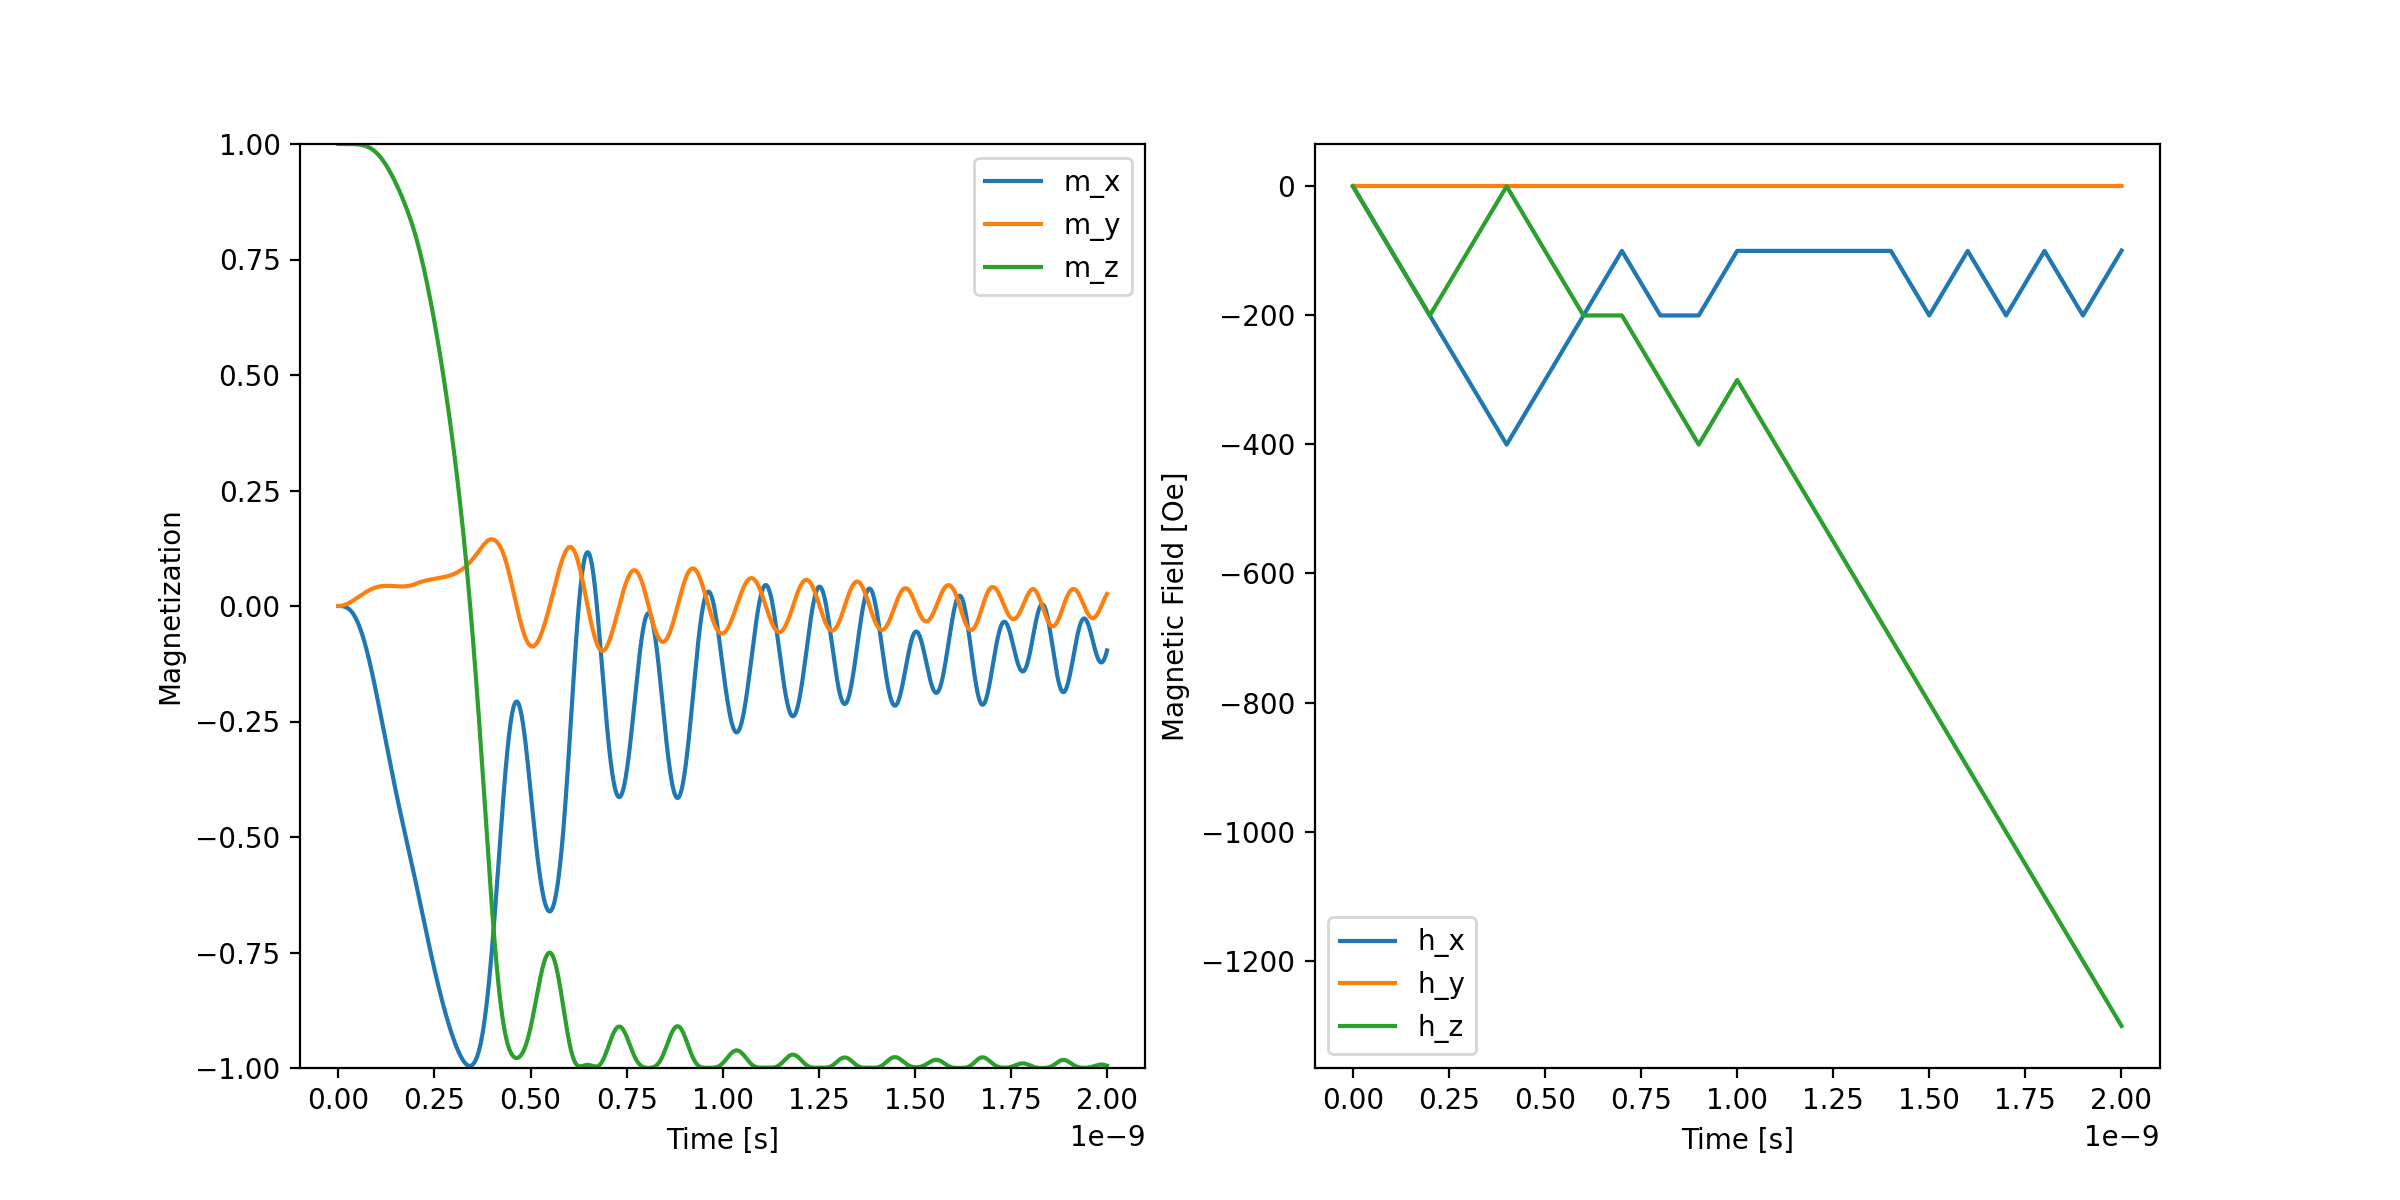 1.00
0.75
0.50
0.25
0.00
−0.25
−0.50
−0.75
−1.00
Magnetization
0.00 0.25 0.50 0.75 1.00 1.25 1.50 1.75 2.00
Time [s]
1e−9
m_x
m_y
m_z
0
−200
−400
−600
−800
−1000
−1200
Magnetic Field [Oe]
h_x
h_y
h_z
0.00 0.25 0.50 0.75 1.00 1.25 1.50 1.75 2.00
Time [s]
1e−9